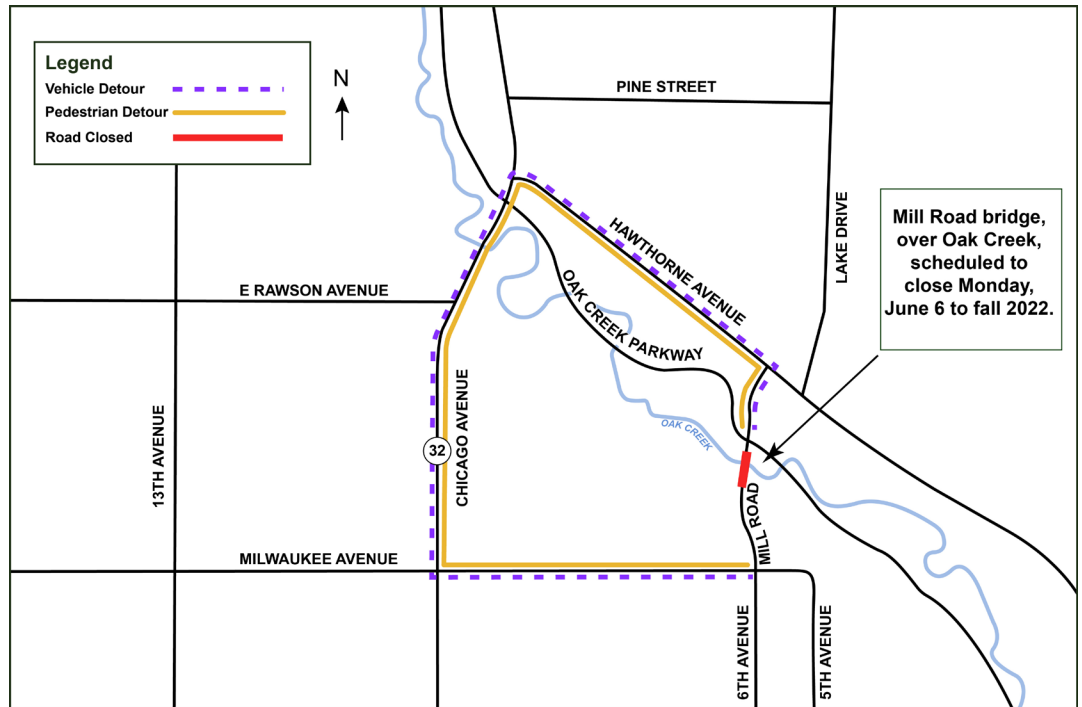 Legend
Vehicle Detour
Pedestrian Detour
Road Closed
N
PINE STREET
LAKE DRIVE
Mill Road bridge,
over Oak Creek,
scheduled to
close Monday,
June 6 to fall 2022.
HAWTHORNE AVENUE
E RAWSON AVENUE
OAK CREEK PARKWAY
13TH AVENUE
32
CHICAGO AVENUE
OAK CREEK
MILL ROAD
MILWAUKEE AVENUE
6TH AVENUE
5TH AVENUE